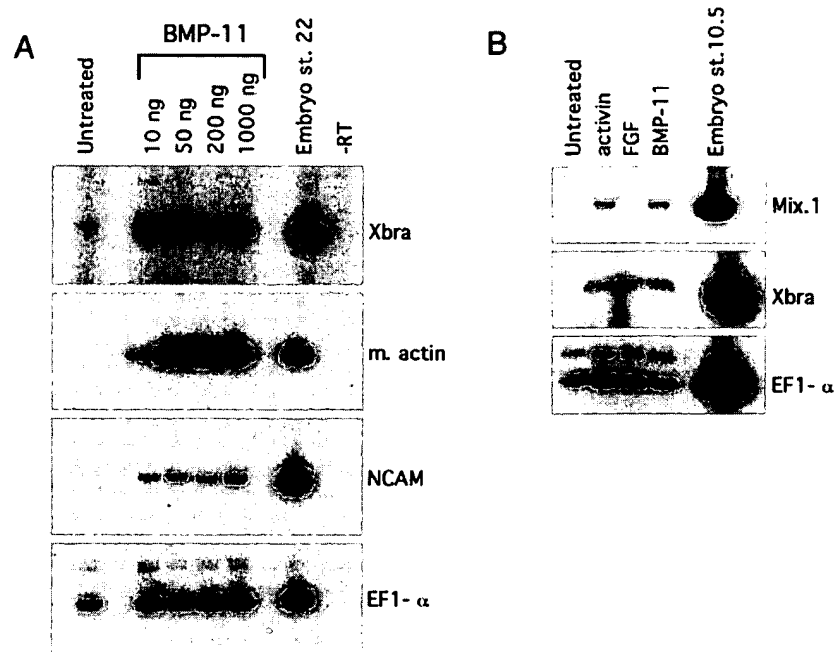 A
BMP-11
Untreated
10 ng
50 ng
200 ng
1000 ng
Embryo st. 22
-RT
Xbra
m. actin
NCAM
EF1- α
B
Untreated
activin
FGF
BMP-11
Embryo st.10.5
Mix.1
Xbra
EF1- α